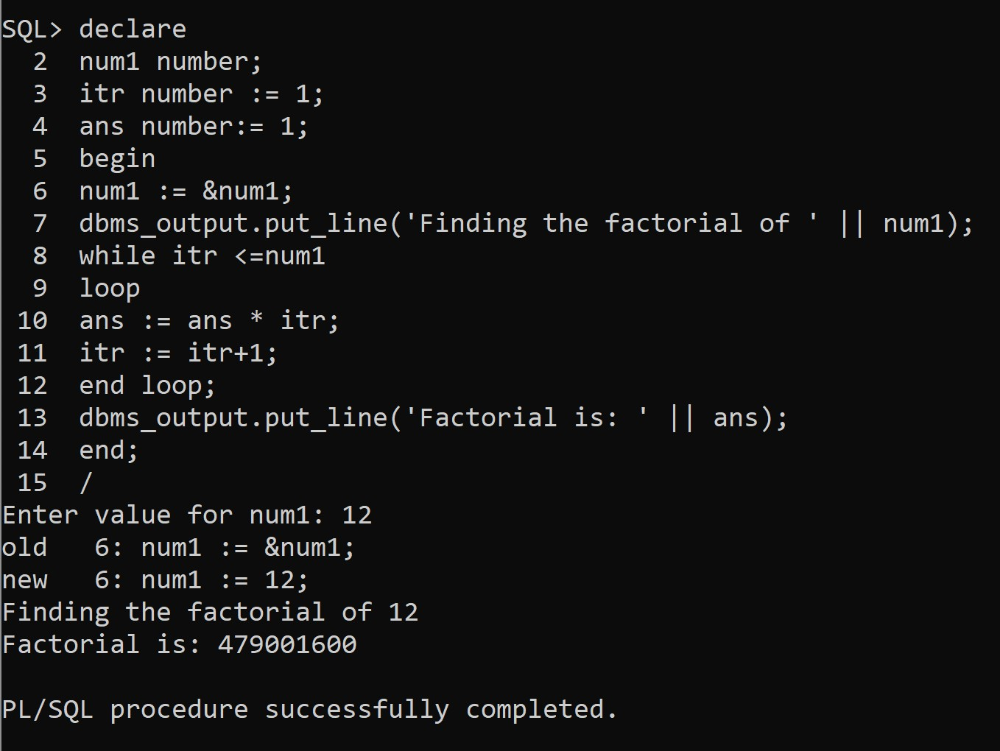 SQL> declare
  2  num1 number;
  3  itr number := 1;
  4  ans number:= 1;
  5  begin
  6  num1 := &num1;
  7  dbms_output.put_line('Finding the factorial of ' || num1);
  8  while itr <=num1
  9  loop
 10  ans := ans * itr;
 11  itr := itr+1;
 12  end loop;
 13  dbms_output.put_line('Factorial is: ' || ans);
 14  end;
 15  /
Enter value for num1: 12
old   6: num1 := &num1;
new   6: num1 := 12;
Finding the factorial of 12
Factorial is: 479001600

PL/SQL procedure successfully completed.